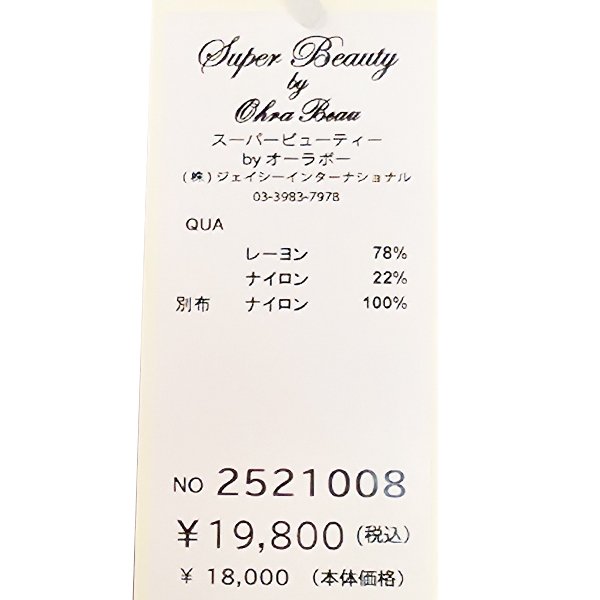 Super Beauty
by
Ohra Beau
スーパービューティー
by オーラボー
(株)ジェイシーインターナショナル
03-3983-7978
QUA
レーヨン 78%
ナイロン 22%
別布 ナイロン 100%
NO 2521008
¥19,800(税込)
¥ 18,000 (本体価格)